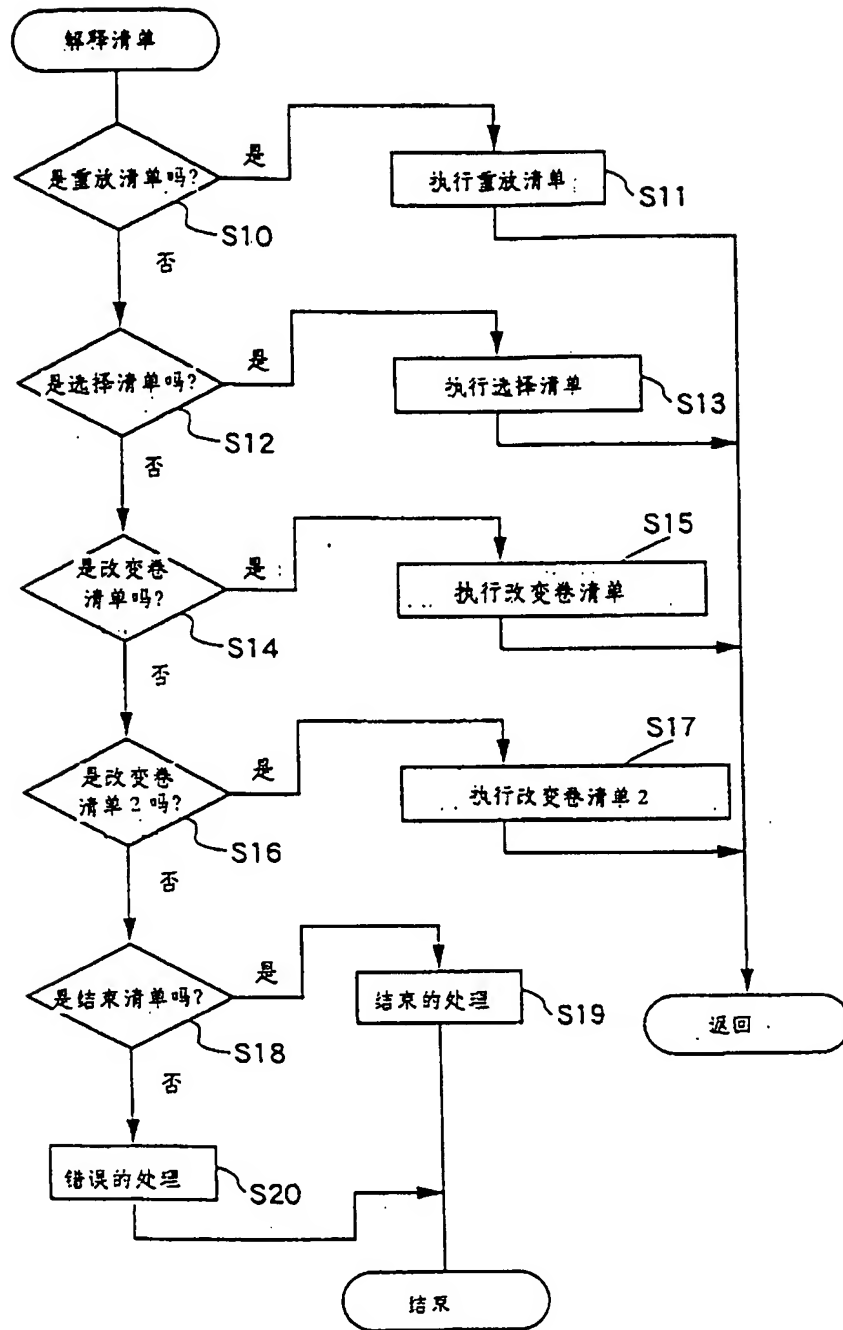 解释清单
是重放清单吗?
是
执行重放清单
S11
S10
否
是选择清单吗?
是
执行选择清单
S13
S12
否
是改变卷
清单吗?
是
S15
执行改变卷清单
S14
否
是改变卷
清单2吗?
是
S17
执行改变卷清单2
S16
否
是结束清单吗?
是
结束的处理
S19
返回
S18
否
错误的处理
S20
结束